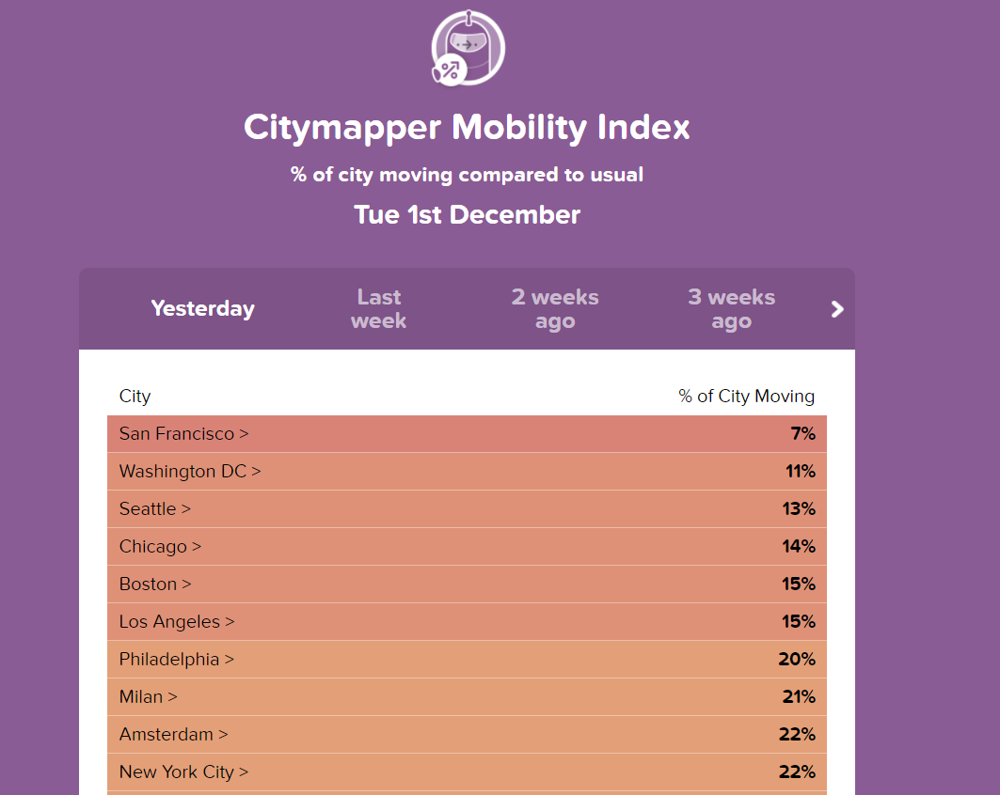 Citymapper Mobility Index
% of city moving compared to usual
Tue 1st December
Yesterday
Last week
2 weeks ago
3 weeks ago
City % of City Moving
San Francisco > 7%
Washington DC > 11%
Seattle > 13%
Chicago > 14%
Boston > 15%
Los Angeles > 15%
Philadelphia > 20%
Milan > 21%
Amsterdam > 22%
New York City > 22%